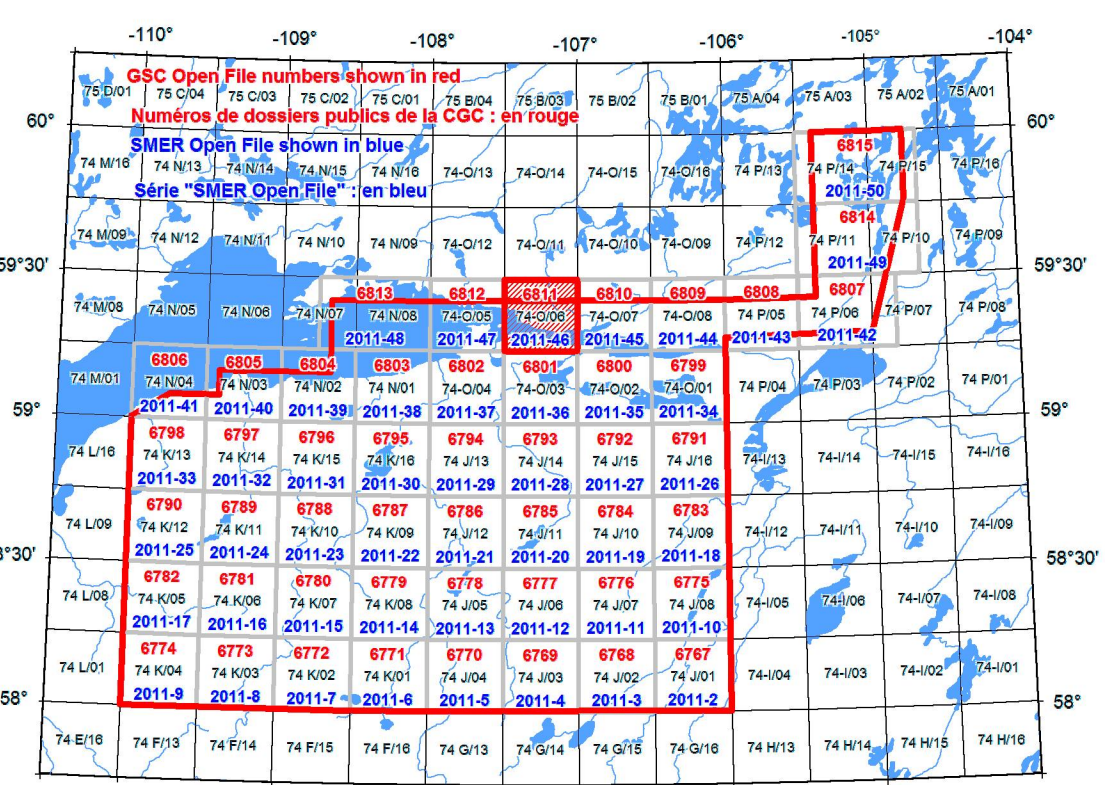 -110° -109° -108° -107° -106° -105° -104°
GSC Open File numbers shown in red
75 D/01 75 C/04 75 C/03 75 C/02 75 C/01 75 B/04 75 B/03 75 B/02 75 B/01 75 A/04 75 A/03 75 A/02 75 A/01
Numéros de dossiers publics de la CGC : en rouge
60° 60°
SMER Open File shown in blue
6815
74 M/16 74 N/13 74 N/14 74 N/15 74 N/16 74-O/13 74-O/14 74-O/15 74-O/16 74 P/13 74 P/14 74 P/15 74 P/16
Série "SMER Open File" : en bleu
2011-50
6814
74 M/09 74 N/12 74 N/11 74 N/10 74 N/09 74-O/12 74-O/11 74-O/10 74-O/09 74 P/12 74 P/11 74 P/10 74 P/09
2011-49
59°30' 59°30'
6813 6812 6811 6810 6809 6808 6807
74 M/08 74 N/05 74 N/06 74 N/07 74 N/08 74-O/05 74-O/06 74-O/07 74-O/08 74 P/05 74 P/06 74 P/07 74 P/08
2011-48 2011-47 2011-46 2011-45 2011-44 2011-43 2011-42
6806 6805 6804 6803 6802 6801 6800 6799
74 M/01 74 N/04 74 N/03 74 N/02 74 N/01 74-O/04 74-O/03 74-O/02 74-O/01 74 P/04 74 P/03 74 P/02 74 P/01
2011-41 2011-40 2011-39 2011-38 2011-37 2011-36 2011-35 2011-34
59° 59°
6798 6797 6796 6795 6794 6793 6792 6791
74 L/16 74 K/13 74 K/14 74 K/15 74 K/16 74 J/13 74 J/14 74 J/15 74 J/16 74-I/13 74-I/14 74-I/15 74-I/16
2011-33 2011-32 2011-31 2011-30 2011-29 2011-28 2011-27 2011-26
6790 6789 6788 6787 6786 6785 6784 6783
74 L/09 74 K/12 74 K/11 74 K/10 74 K/09 74 J/12 74 J/11 74 J/10 74 J/09 74-I/12 74-I/11 74-I/10 74-I/09
2011-25 2011-24 2011-23 2011-22 2011-21 2011-20 2011-19 2011-18
8°30' 58°30'
6782 6781 6780 6779 6778 6777 6776 6775
74 L/08 74 K/05 74 K/06 74 K/07 74 K/08 74 J/05 74 J/06 74 J/07 74 J/08 74-I/05 74-I/06 74-I/07 74-I/08
2011-17 2011-16 2011-15 2011-14 2011-13 2011-12 2011-11 2011-10
6774 6773 6772 6771 6770 6769 6768 6767
74 L/01 74 K/04 74 K/03 74 K/02 74 K/01 74 J/04 74 J/03 74 J/02 74 J/01 74-I/04 74-I/03 74-I/02 74-I/01
2011-9 2011-8 2011-7 2011-6 2011-5 2011-4 2011-3 2011-2
58° 58°
74 E/16 74 F/13 74 F/14 74 F/15 74 F/16 74 G/13 74 G/14 74 G/15 74 G/16 74 H/13 74 H/14 74 H/15 74 H/16